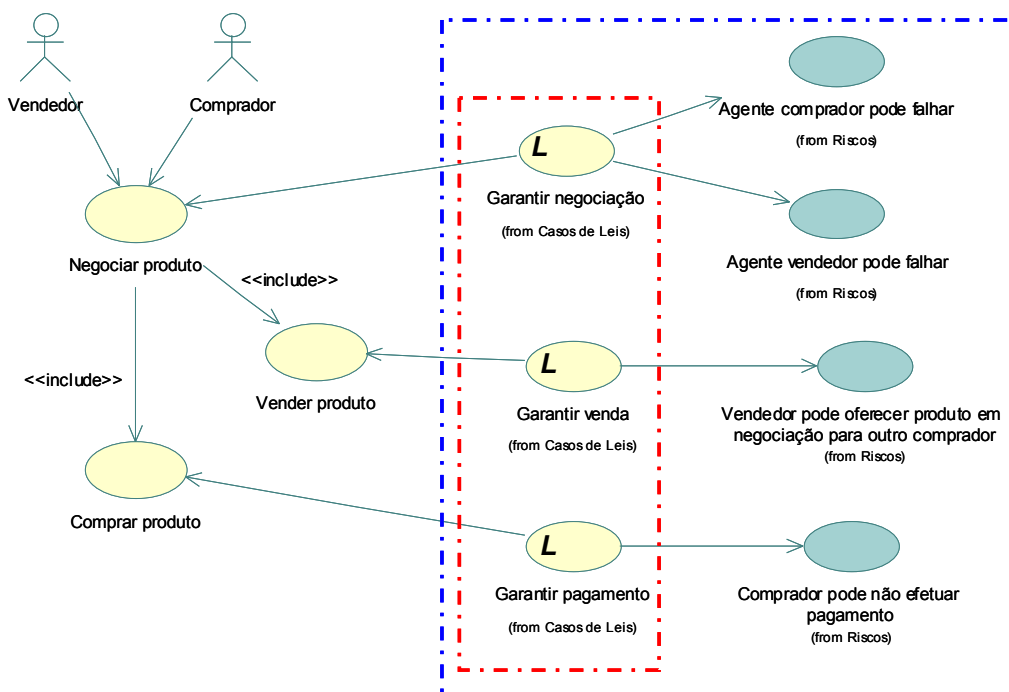 Vendedor
Comprador
Agente comprador pode falhar
(from Riscos)
L
Garantir negociação
(from Casos de Leis)
Negociar produto
Agente vendedor pode falhar
(from Riscos)
<<include>>
Vender produto
L
Garantir venda
(from Casos de Leis)
Vendedor pode oferecer produto em
negociação para outro comprador
(from Riscos)
<<include>>
Comprar produto
L
Garantir pagamento
(from Casos de Leis)
Comprador pode não efetuar
pagamento
(from Riscos)